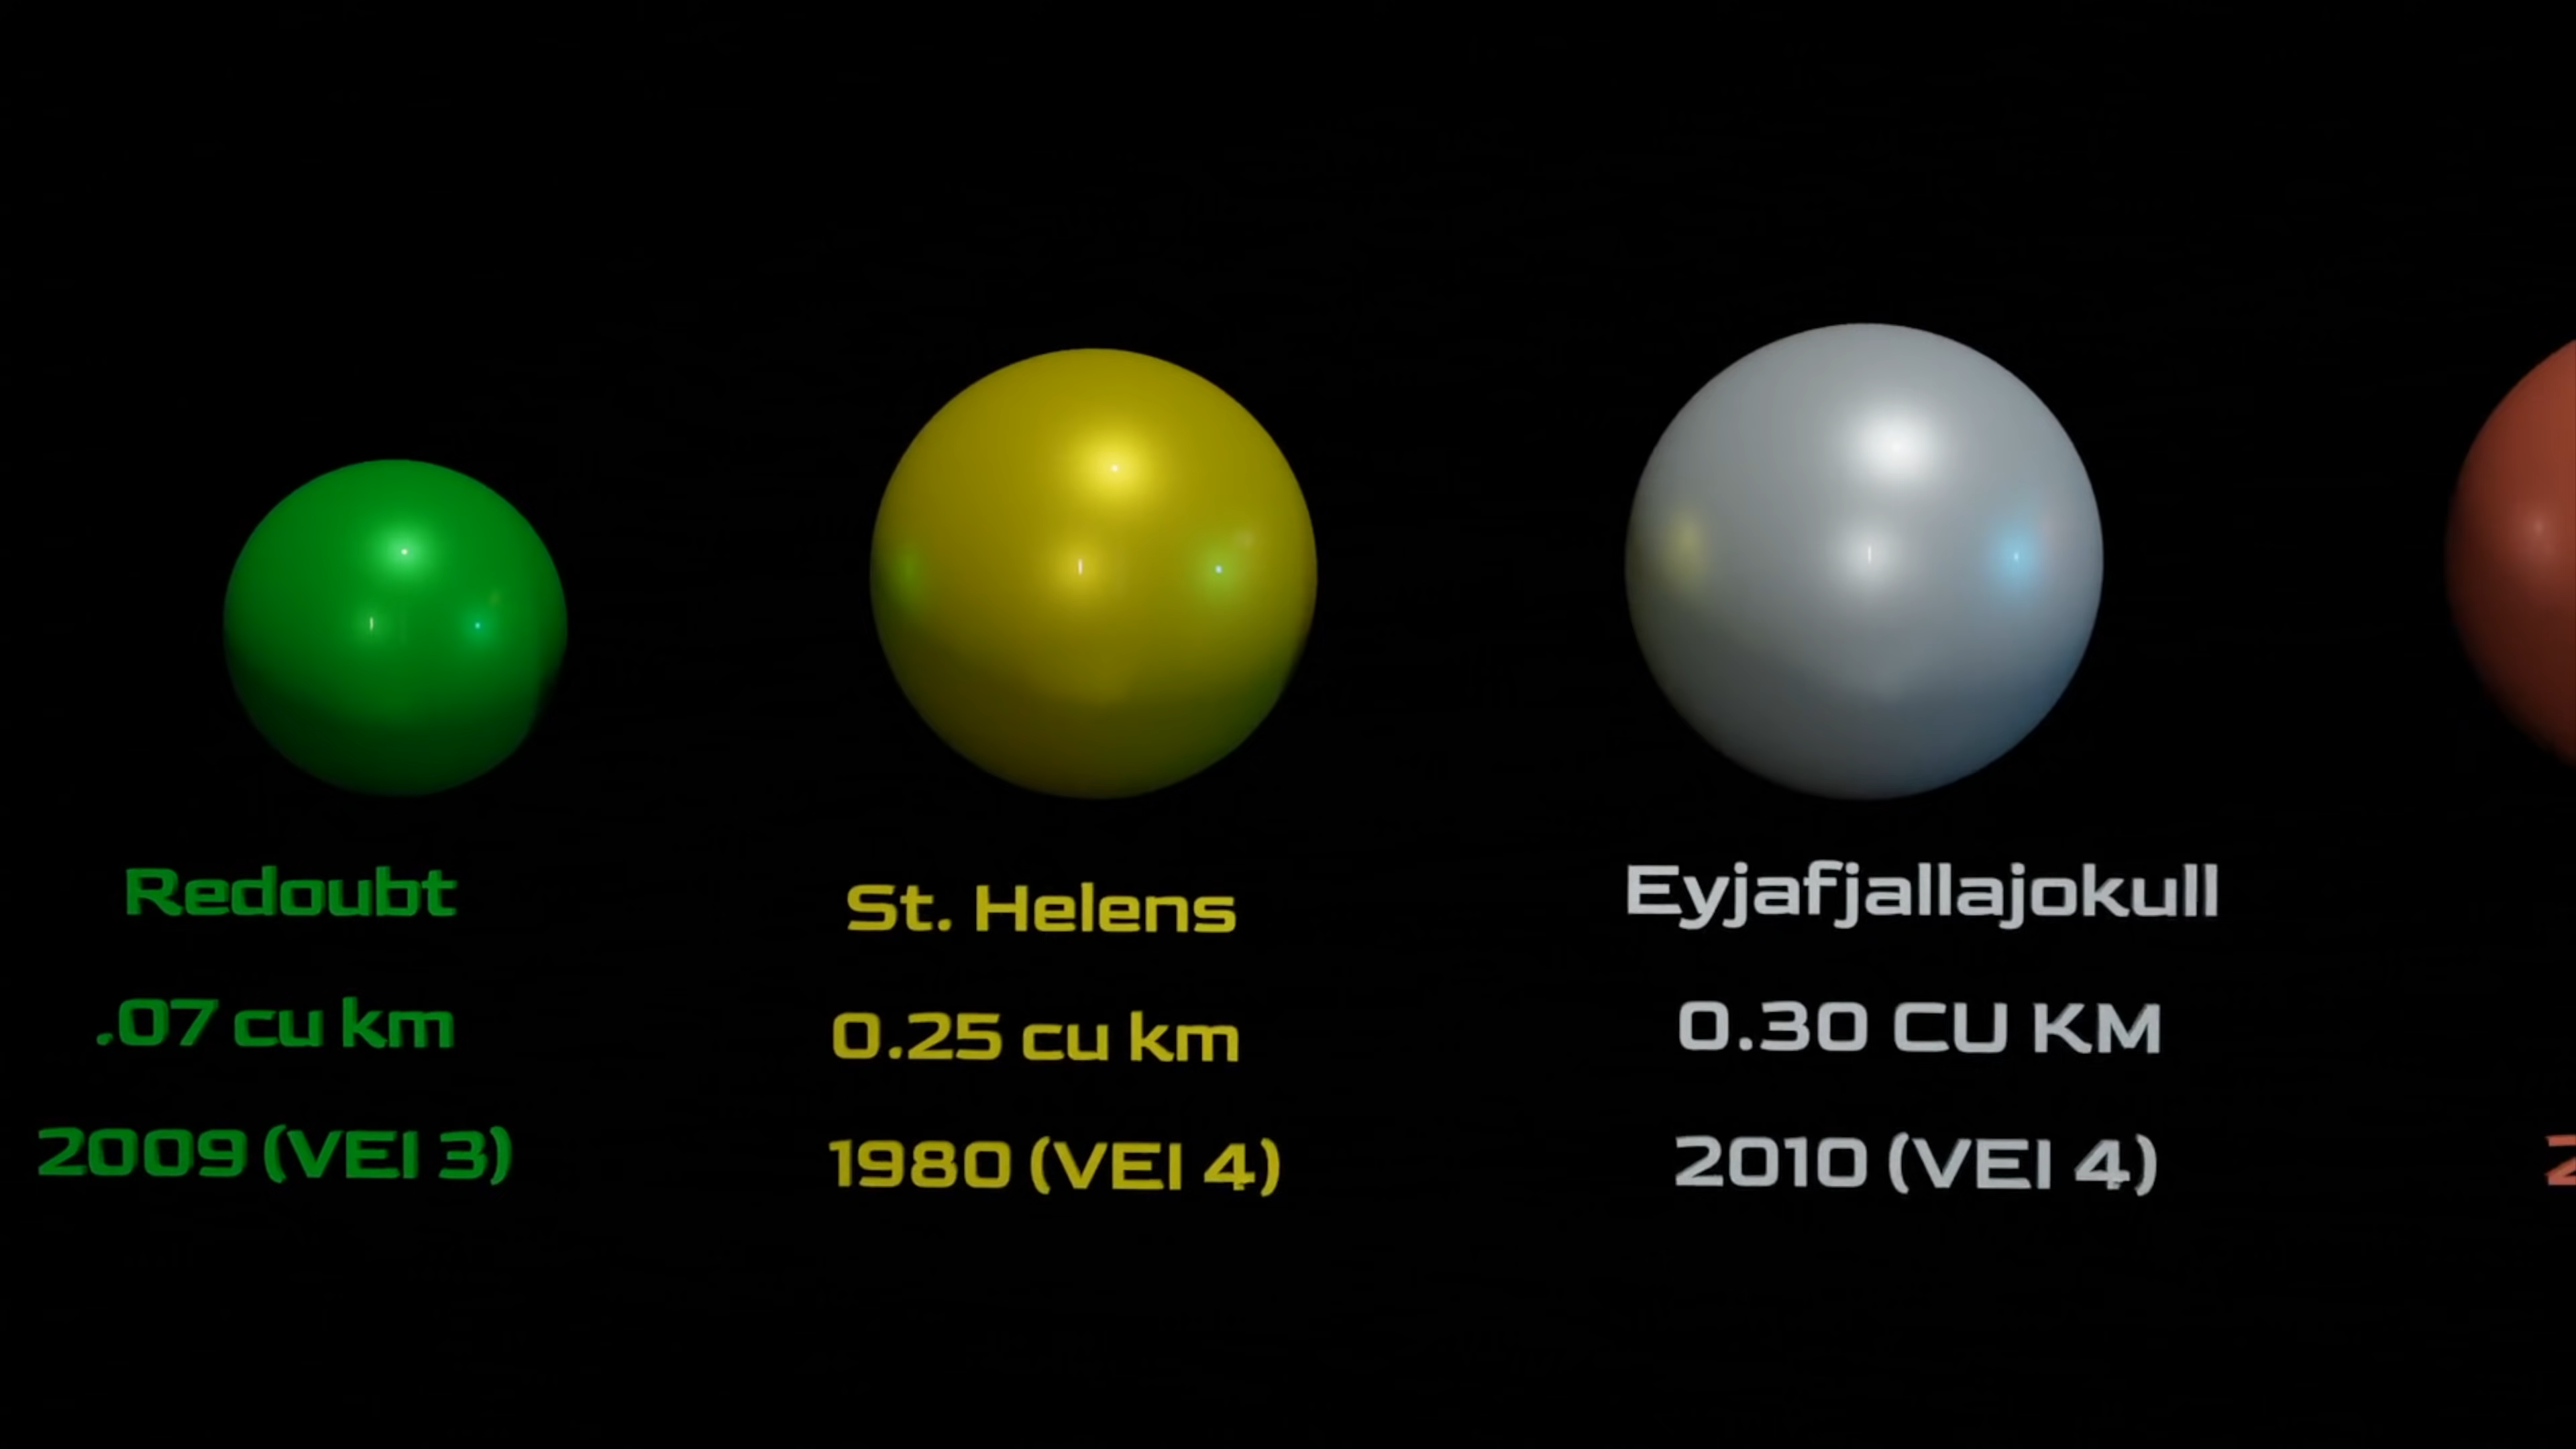 Redoubt
.07 cu km
2009 (VEI 3)
St. Helens
0.25 cu km
1980 (VEI 4)
Eyjafjallajokull
0.30 CU KM
2010 (VEI 4)